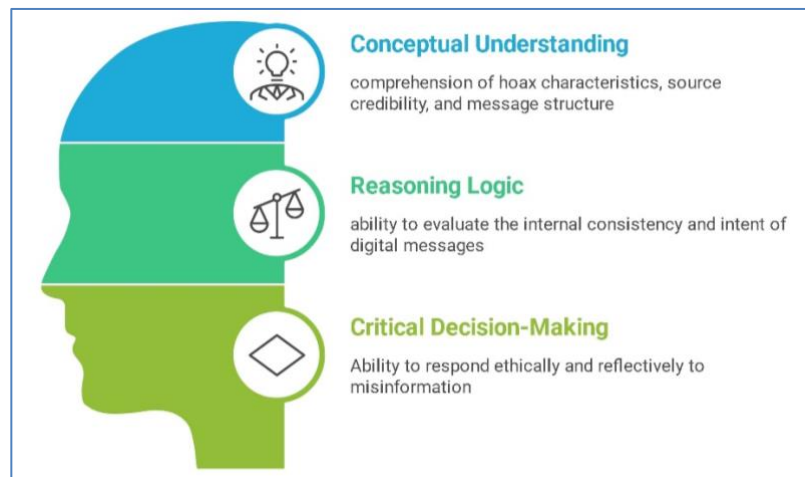 Conceptual Understanding
comprehension of hoax characteristics, source
credibility, and message structure
Reasoning Logic
ability to evaluate the internal consistency and intent of
digital messages
Critical Decision-Making
Ability to respond ethically and reflectively to
misinformation